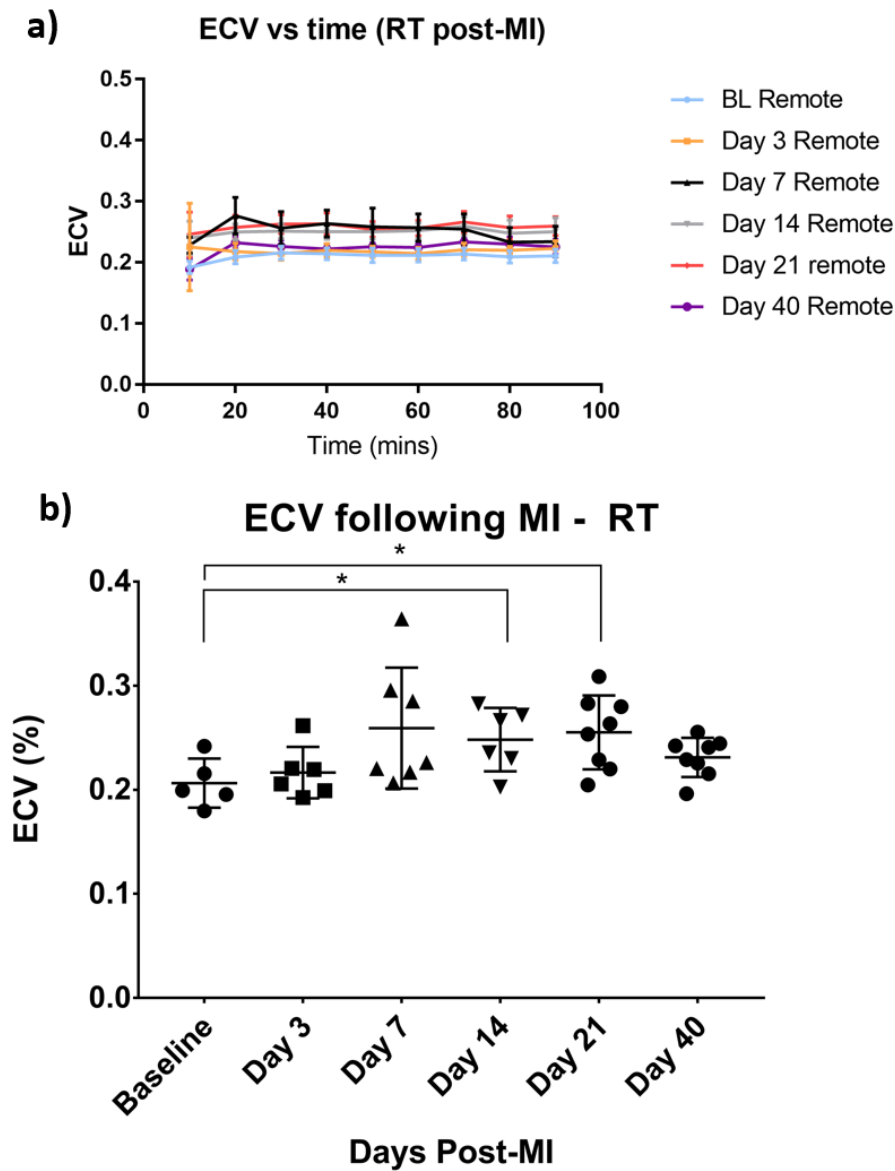 a)
ECV vs time (RT post-MI)
0.5
0.4
0.3
0.2
0.1
0.0
ECV
0 20 40 60 80 100
Time (mins)
BL Remote
Day 3 Remote
Day 7 Remote
Day 14 Remote
Day 21 remote
Day 40 Remote
b)
ECV following MI - RT
*
*
0.4
0.3
0.2
0.1
0.0
ECV (%)
Baseline
Day 3
Day 7
Day 14
Day 21
Day 40
Days Post-MI